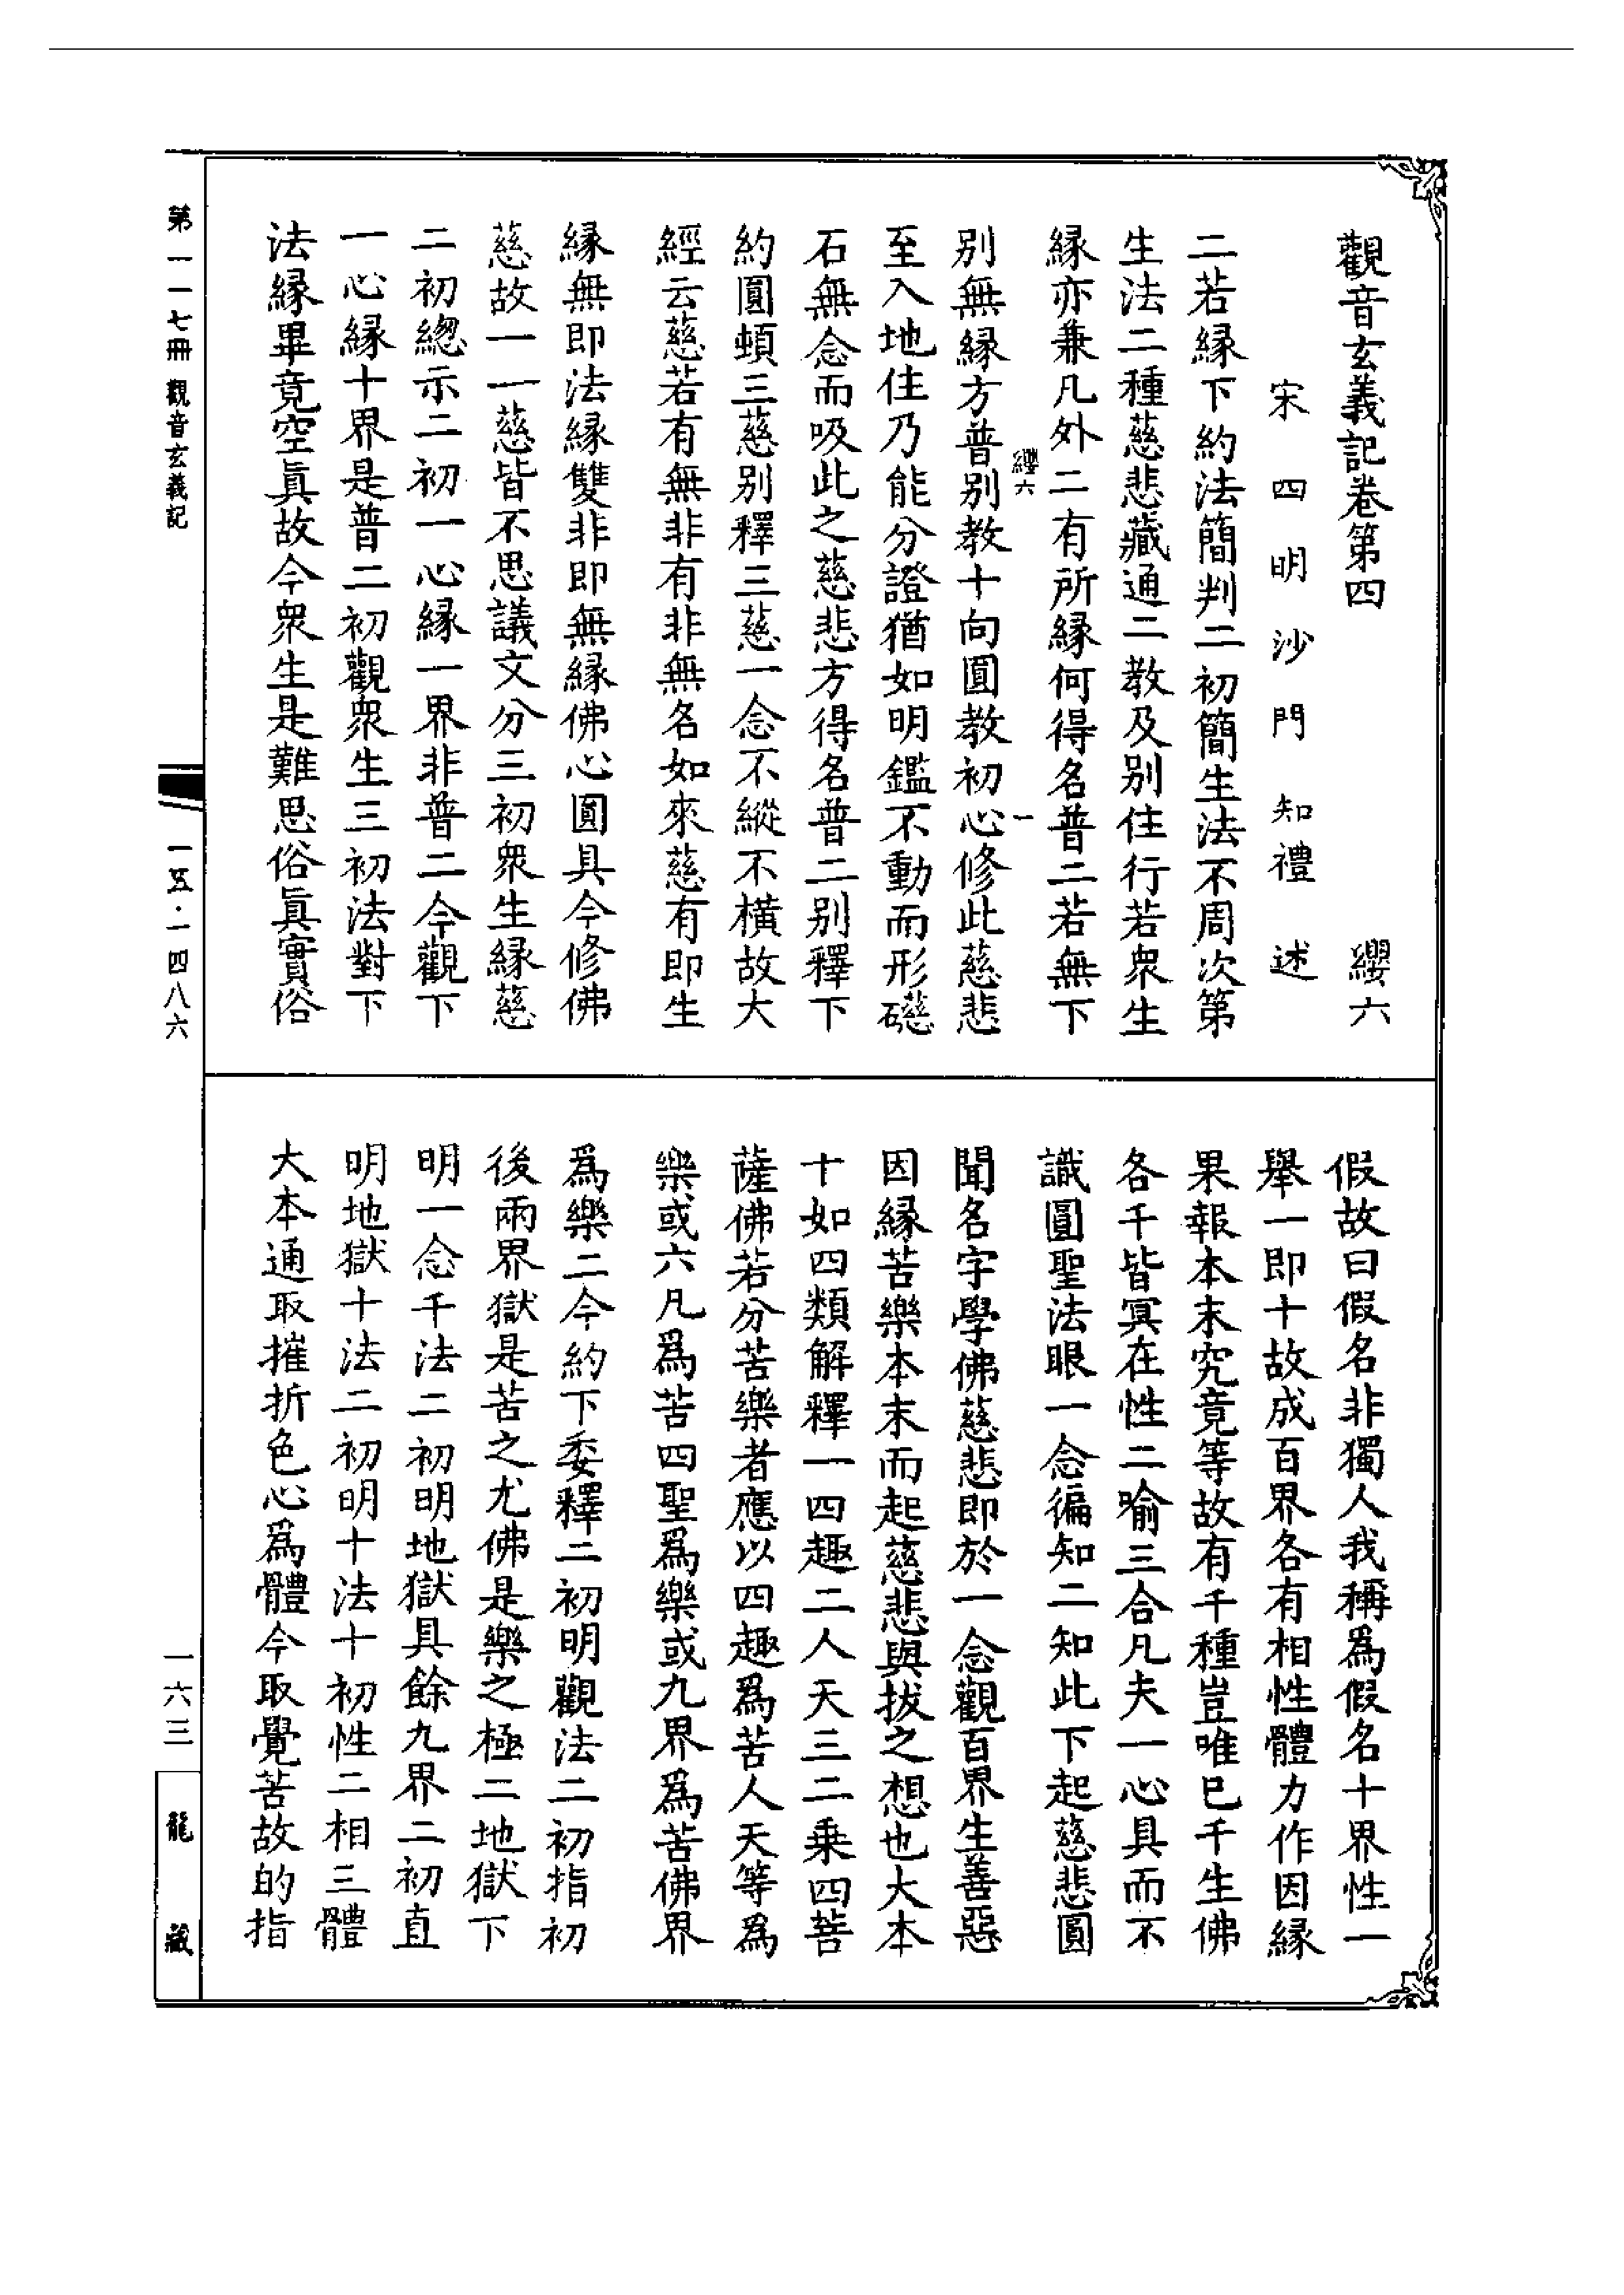 觀音玄義記卷第四　纓六
宋四明沙門知禮述
二若緣下約法簡判二初簡生法不周次第
生法二種慈悲藏通二教及別住行若眾生
緣亦兼凡外二有所緣何得名普二若無下
纓六　一
別無緣方普別教十向圓教初心修此慈悲
至入地住乃能分證猶如明鑑不動而形礠
石無念而吸此之慈悲方得名普二別釋下
約圓頓三慈別釋三慈一念不縱不橫故大
經云慈若有無非有非無名如來慈有即生
緣無即法緣雙非即無緣佛心圓具今修佛
慈故一一慈皆不思議文分三初眾生緣慈
二初總示二初一心緣一界非普二今觀下
一心緣十界是普二初觀眾生三初法對下
法緣畢竟空眞故今眾生是難思俗眞實俗
假故曰假名非獨人我稱爲假名十界性一
舉一即十故成百界各有相性體力作因緣
果報本末究竟等故有千種豈唯巳千生佛
各千皆冥在性二喻三合凡夫一心具而不
識圓聖法眼一念徧知二知此下起慈悲圓
聞名字學佛慈悲即於一念觀百界生善惡
因緣苦樂本末而起慈悲與拔之想也大本
十如四類解釋一四趣二人天三二乘四菩
薩佛若分苦樂者應以四趣爲苦人天等爲
樂或六凡爲苦四聖爲樂或九界爲苦佛界
爲樂二今約下委釋二初明觀法二初指初
後兩界獄是苦之尤佛是樂之極二地獄下
明一念千法二初明地獄具餘九界二初直
明地獄十法二初明十法十初性二相三體
大本通取摧折色心爲體今取覺苦故的指
第一一七冊　觀音玄義記
一五·一四八六
一六三
龍藏